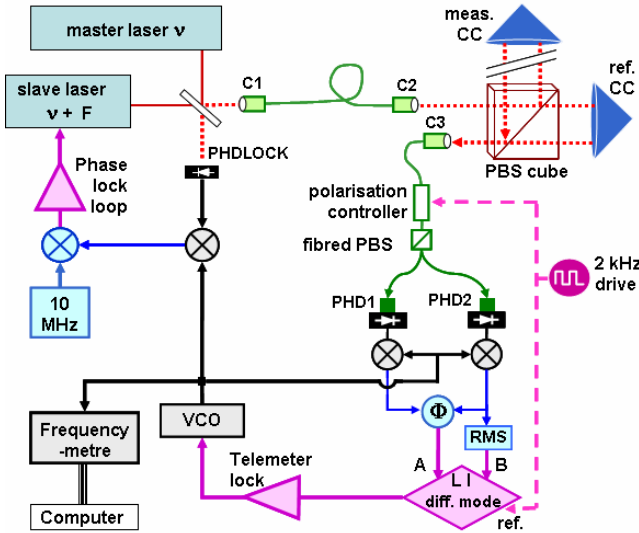 master laser ν
slave laser
ν + F
meas.
CC
ref.
CC
C1
C2
C3
PBS cube
PHDLOCK
Phase
lock
loop
polarisation
controller
fibred PBS
2 kHz
drive
10
MHz
PHD1
PHD2
Φ
RMS
Frequency
-metre
VCO
Telemeter
lock
A
B
L I
diff. mode
ref.
Computer